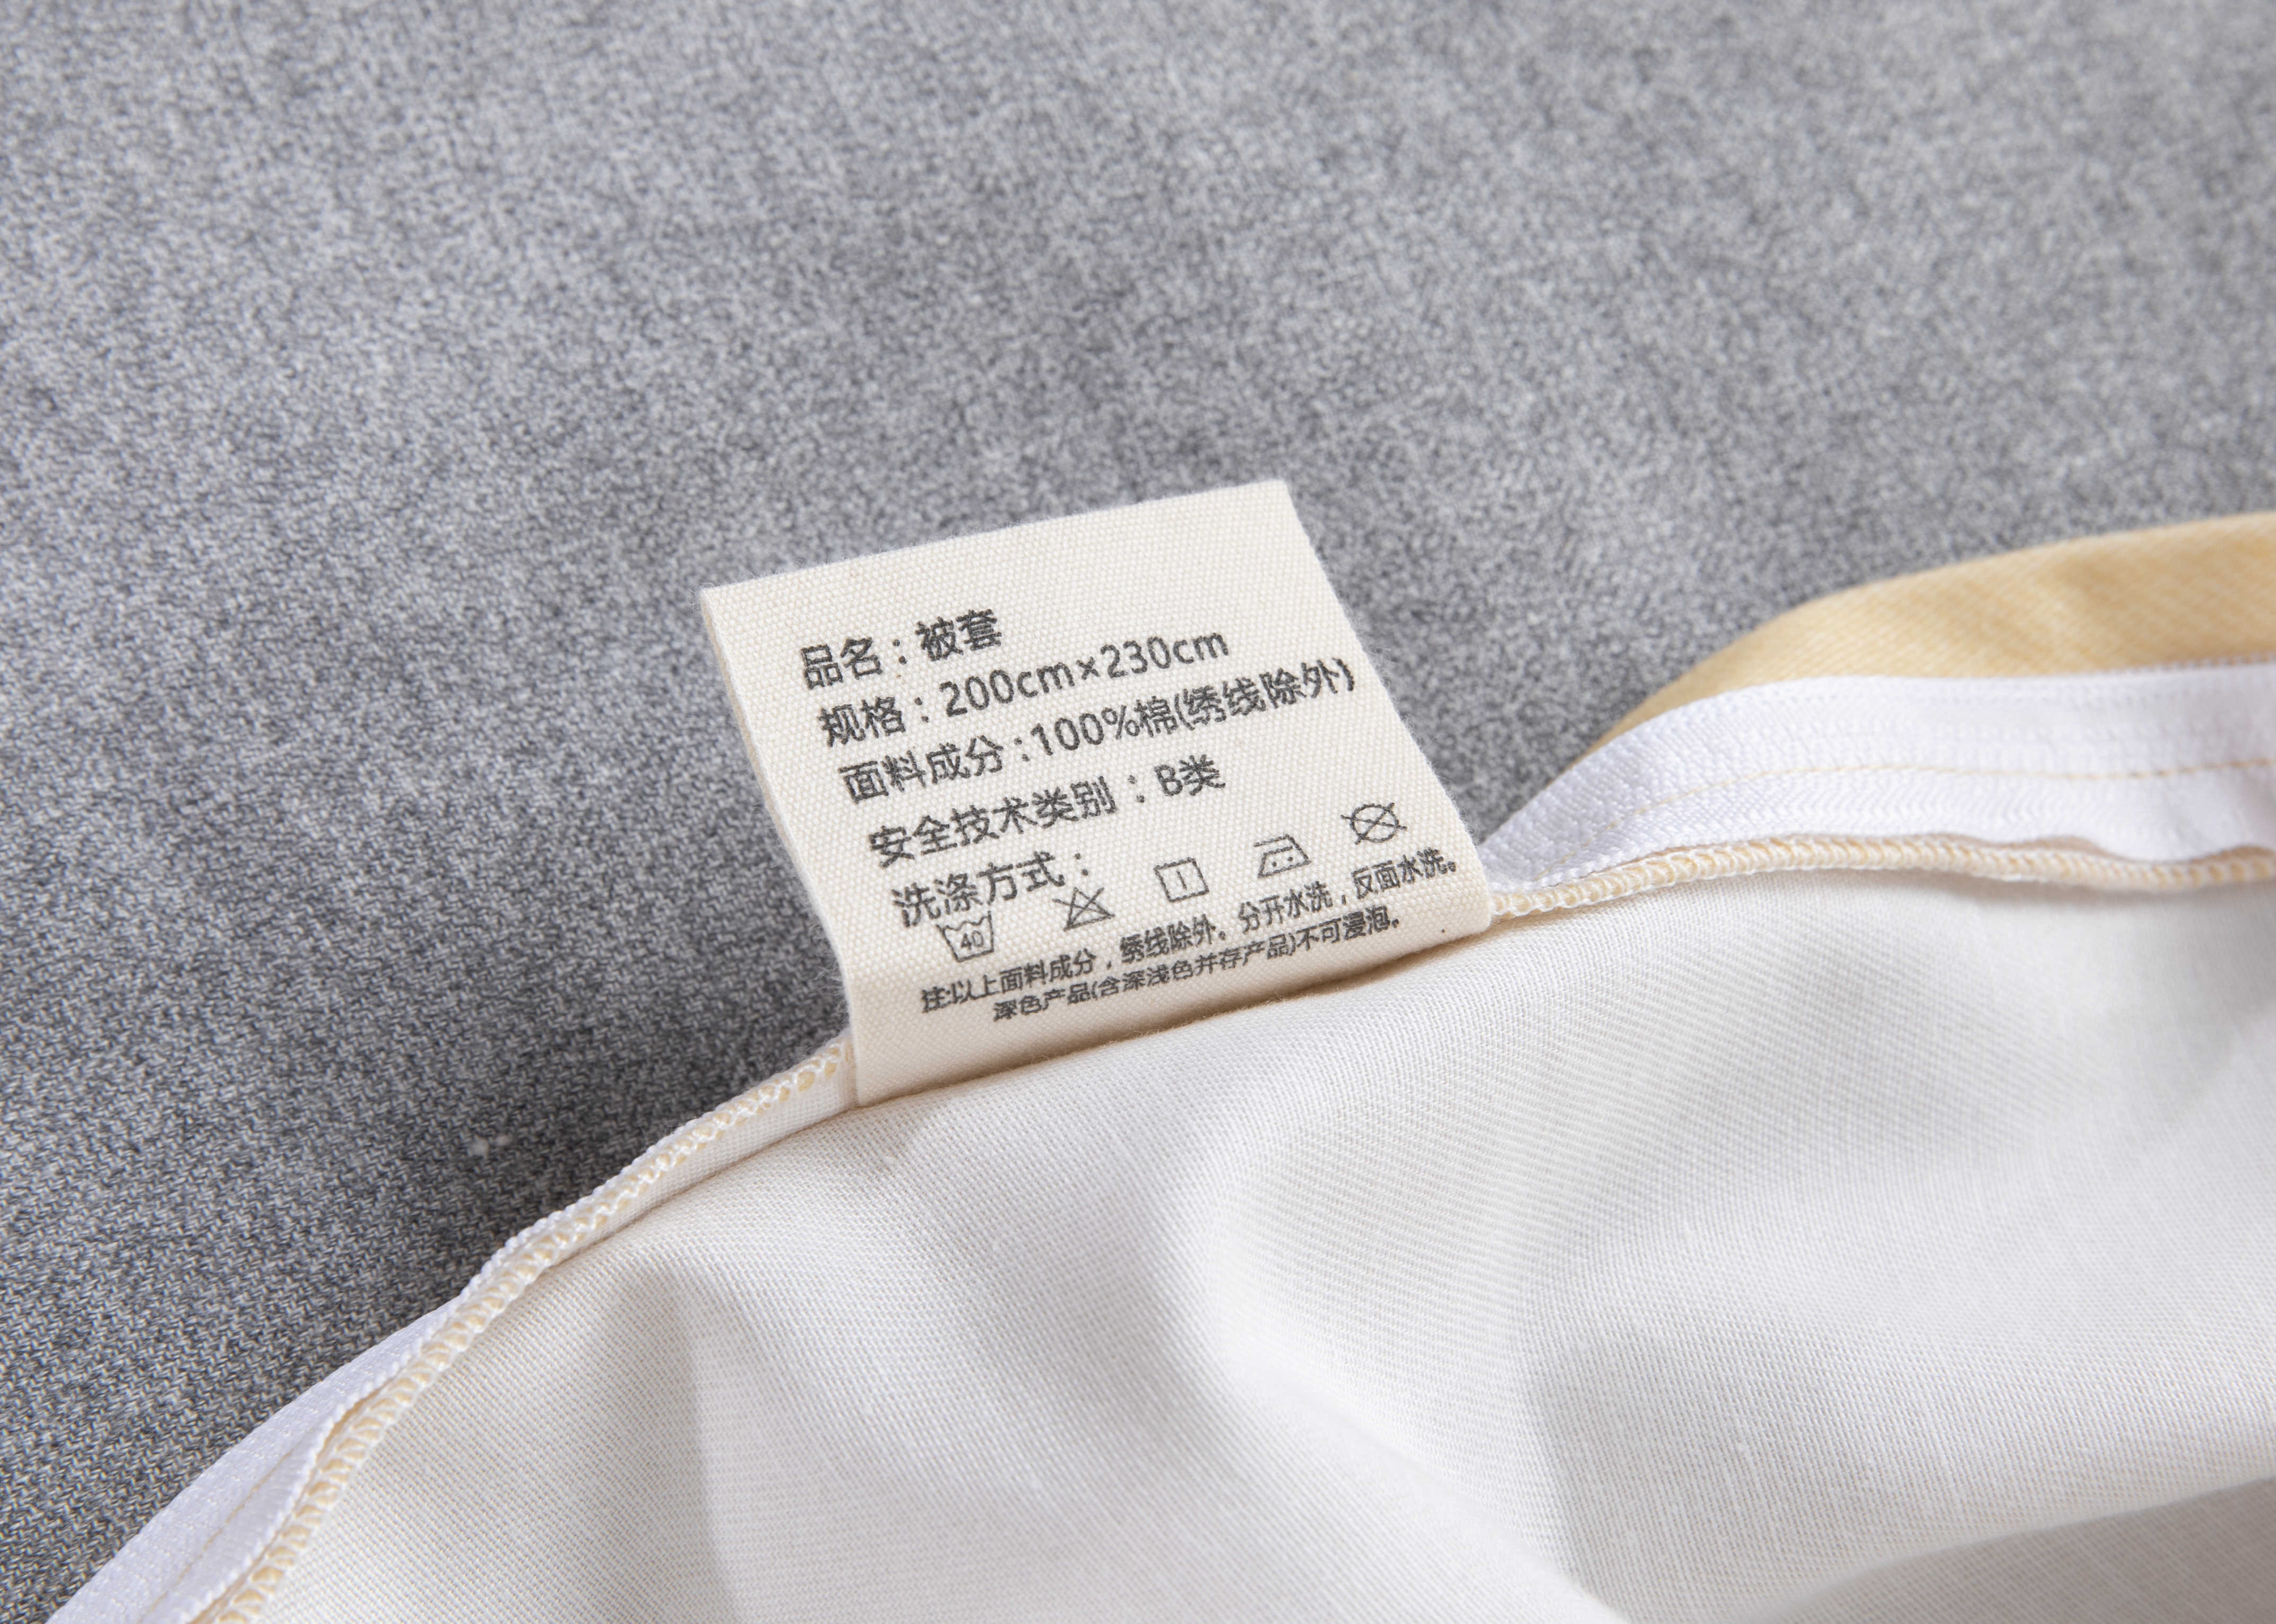 品名：被套
规格：200cm×230cm
面料成分：100%棉(绣线除外)
安全技术类别：B类
洗涤方式：
40
注:以上面料成分，绣线除外。分开水洗，反面水洗。
深色产品(含深浅色并存产品)不可浸泡。